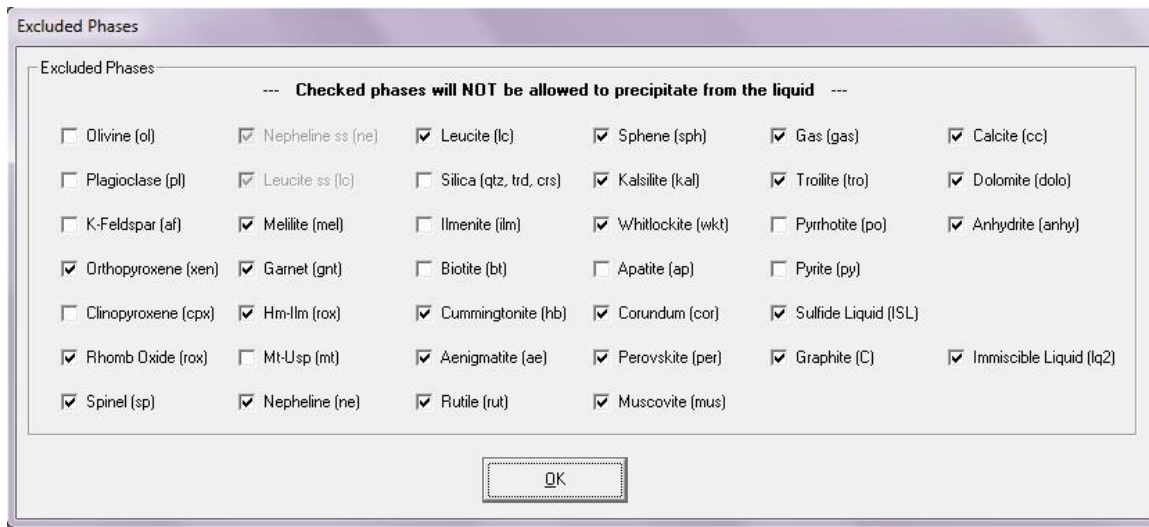 Excluded Phases
Excluded Phases
--- Checked phases will NOT be allowed to precipitate from the liquid ---
Olivine (ol) Nepheline ss (ne) Leucite (lc) Sphene (sph) Gas (gas) Calcite (cc)
Plagioclase (pl) Leucite ss (lc) Silica (qtz, trd, crs) Kalsilite (kal) Troilite (tro) Dolomite (dolo)
K-Feldspar (af) Melilite (mel) Ilmenite (ilm) Whitlockite (wkt) Pyrrhotite (po) Anhydrite (anhy)
Orthopyroxene (xen) Garnet (gnt) Biotite (bt) Apatite (ap) Pyrite (py)
Clinopyroxene (cpx) Hm-Ilm (rox) Cummingtonite (hb) Corundum (cor) Sulfide Liquid (ISL)
Rhomb Oxide (rox) Mt-Usp (mt) Aenigmatite (ae) Perovskite (per) Graphite (C) Immiscible Liquid (lq2)
Spinel (sp) Nepheline (ne) Rutile (rut) Muscovite (mus)
OK